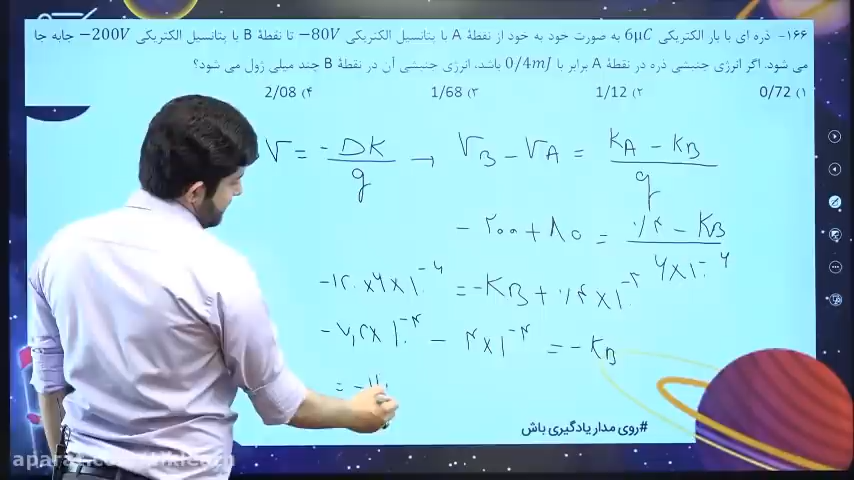 ۱۶۶- ذره ای با بار الکتریکی 6μC به صورت خود به خود از نقطهٔ A با پتانسیل الکتریکی −80V تا نقطهٔ B با پتانسیل الکتریکی −200V جابه جا
می شود. اگر انرژی جنبشی ذره در نقطهٔ A برابر با 0/4mJ باشد، انرژی جنبشی آن در نقطهٔ B چند میلی ژول می شود؟
۱) 0/72 ۲) 1/12 ۳) 1/68 ۴) 2/08
V = -ΔK / q → V_B - V_A = K_A - K_B / q
- ۲۰۰ + ۸۰ = ,۴ - K_B / ۶×۱۰^-۶
-۱۲۰ ×۶×۱۰^-۶ = -K_B + ,۴ ×۱۰^-۳
-۷,۲×۱۰^-۴ - ۴×۱۰^-۴ = - K_B
= -۱۱
#روی مدار یادگیری باش